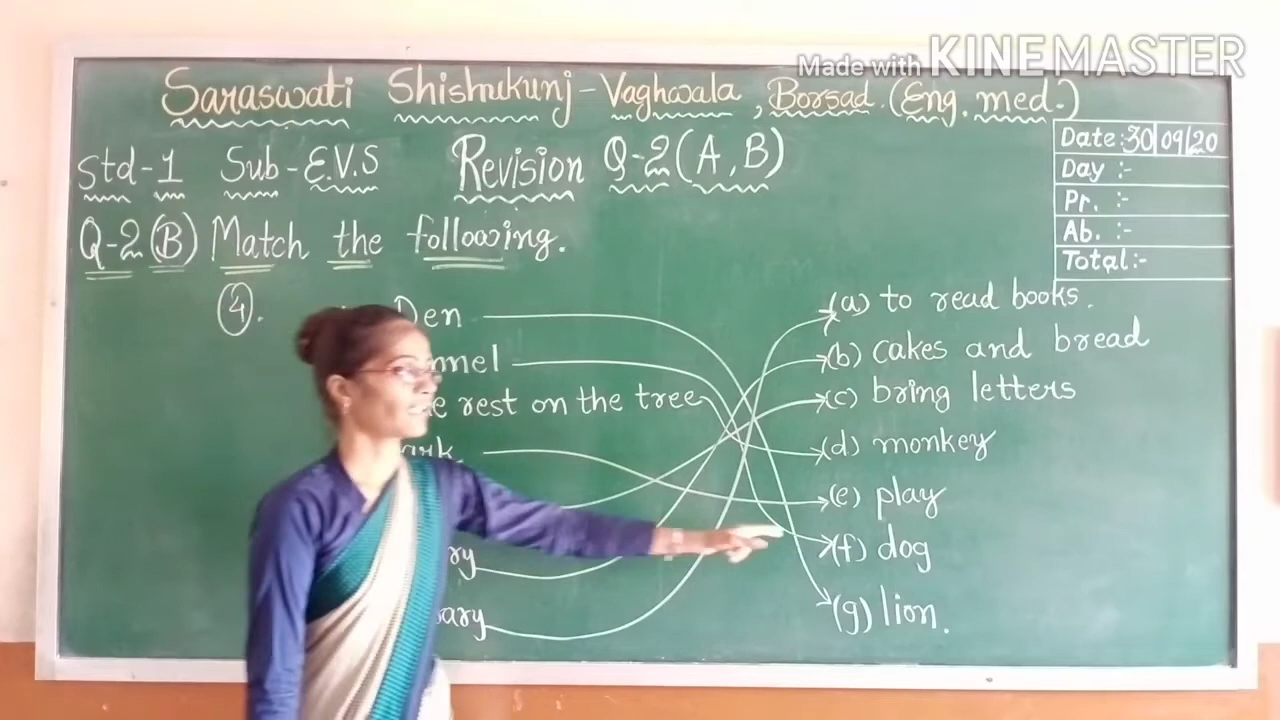 Made with KINEMASTER
Saraswati Shishukunj-Vaghwala, Borsad. (Eng. med.)
Std-1 Sub-E.V.S Revision Q-2(A,B)
Date:30|09|20
Day :-
Pr. :-
Ab. :-
Total:-
Q-2(B) Match the following.
4.
Den
nnel
rest on the tree
ark
ry
ary
(a) to read books.
(b) cakes and bread
(c) bring letters
(d) monkey
(e) play
(f) dog
(g) lion.